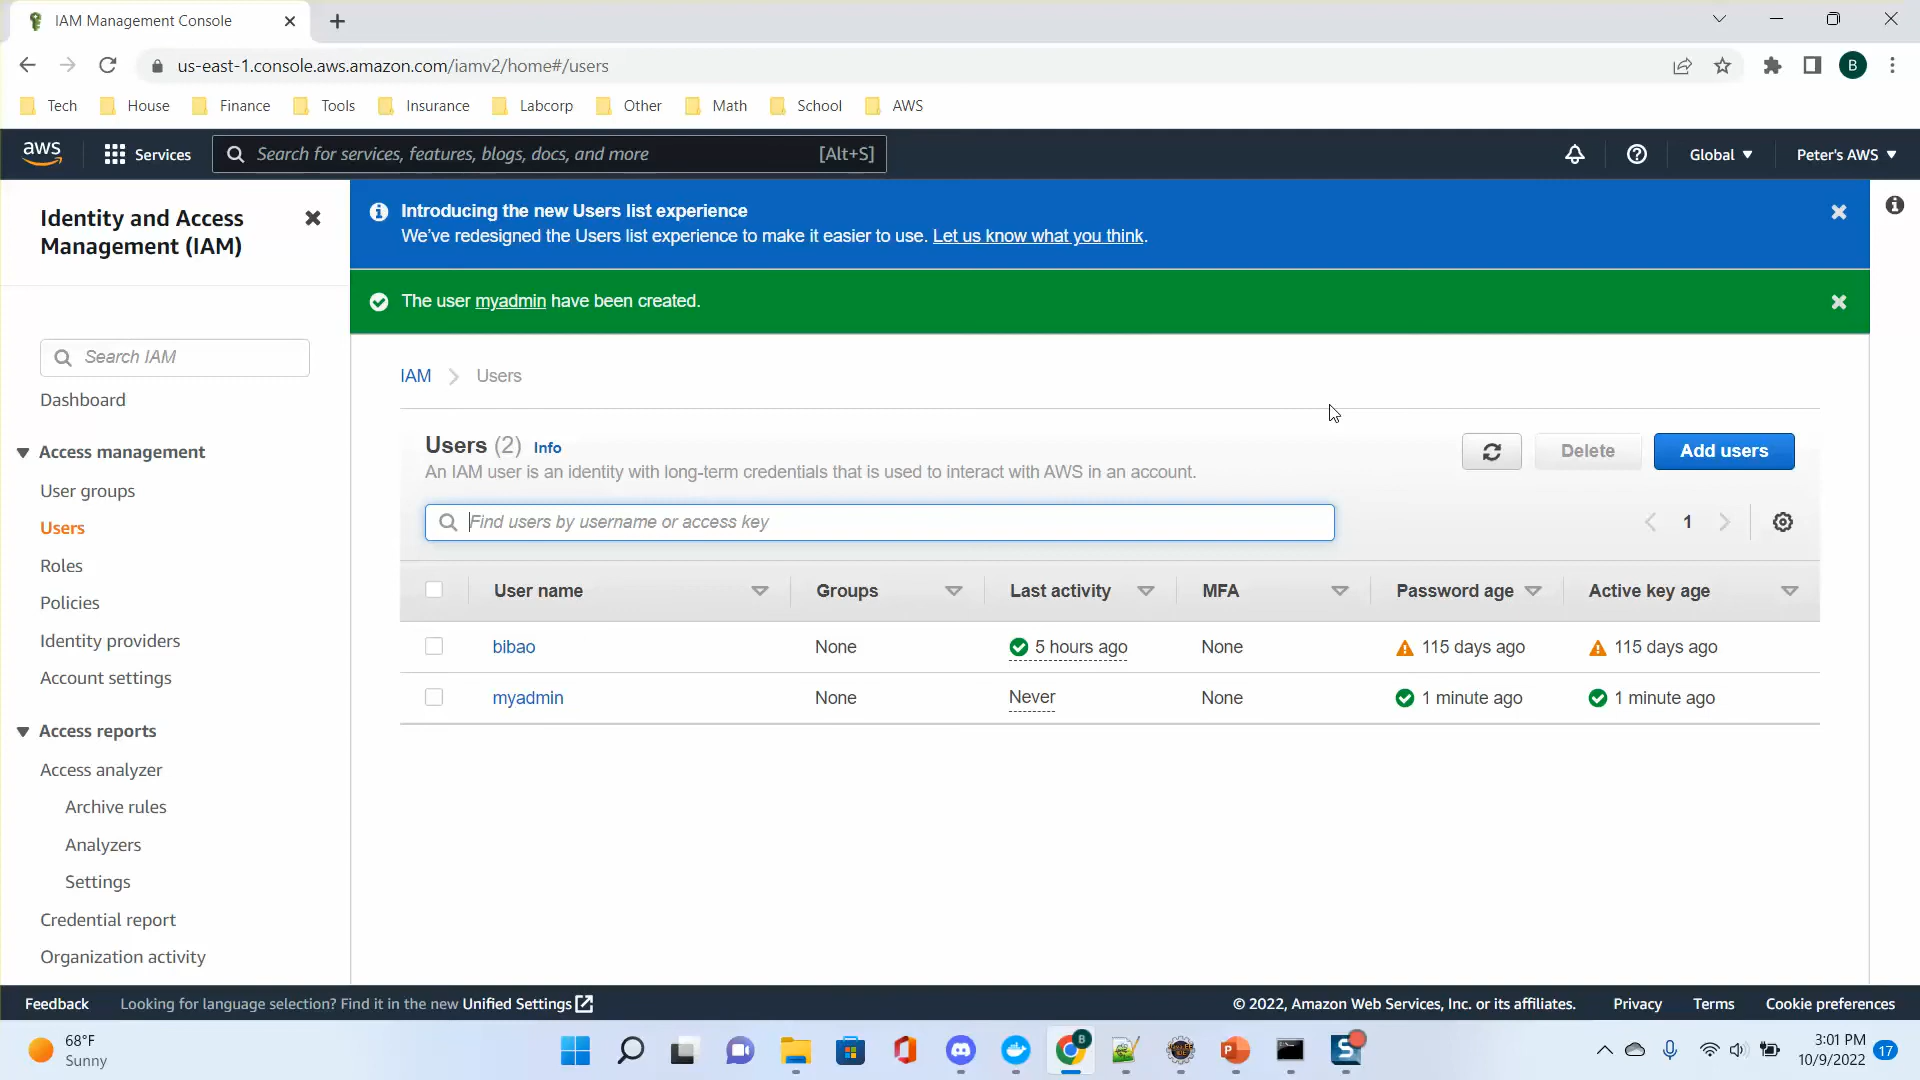 IAM Management Console
us-east-1.console.aws.amazon.com/iamv2/home#/users
B
Tech House Finance Tools Insurance Labcorp Other Math School AWS
aws Services Search for services, features, blogs, docs, and more [Alt+S] Global Peter's AWS
Identity and Access
Management (IAM)
Search IAM
Dashboard
Access management
User groups
Users
Roles
Policies
Identity providers
Account settings
Access reports
Access analyzer
Archive rules
Analyzers
Settings
Credential report
Organization activity
Introducing the new Users list experience
We've redesigned the Users list experience to make it easier to use. Let us know what you think.
The user myadmin have been created.
IAM Users
Users (2) Info
An IAM user is an identity with long-term credentials that is used to interact with AWS in an account.
Delete Add users
Find users by username or access key
1
User name Groups Last activity MFA Password age Active key age
bibao None 5 hours ago None 115 days ago 115 days ago
myadmin None Never None 1 minute ago 1 minute ago
Feedback Looking for language selection? Find it in the new Unified Settings © 2022, Amazon Web Services, Inc. or its affiliates. Privacy Terms Cookie preferences
68°F
Sunny
3:01 PM
10/9/2022
17